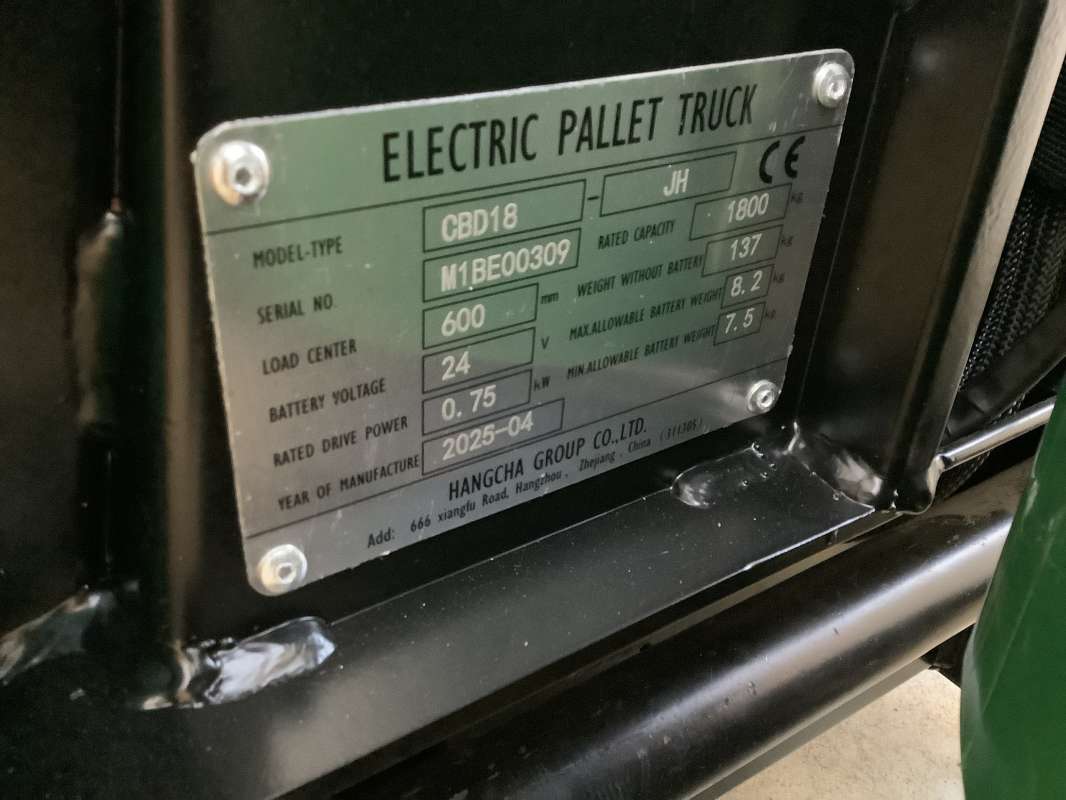 ELECTRIC PALLET TRUCK
MODEL-TYPE CBD18 - JH CE
SERIAL NO. M1BE00309 RATED CAPACITY 1800 kg
LOAD CENTER 600 mm WEIGHT WITHOUT BATTERY 137 kg
BATTERY VOLTAGE 24 V MAX.ALLOWABLE BATTERY WEIGHT 8.2 kg
RATED DRIVE POWER 0.75 kW MIN.ALLOWABLE BATTERY WEIGHT 7.5 kg
YEAR OF MANUFACTURE 2025-04
HANGCHA GROUP CO.,LTD.
Add: 666 xiangfu Road, Hangzhou, Zhejiang, China (311305)